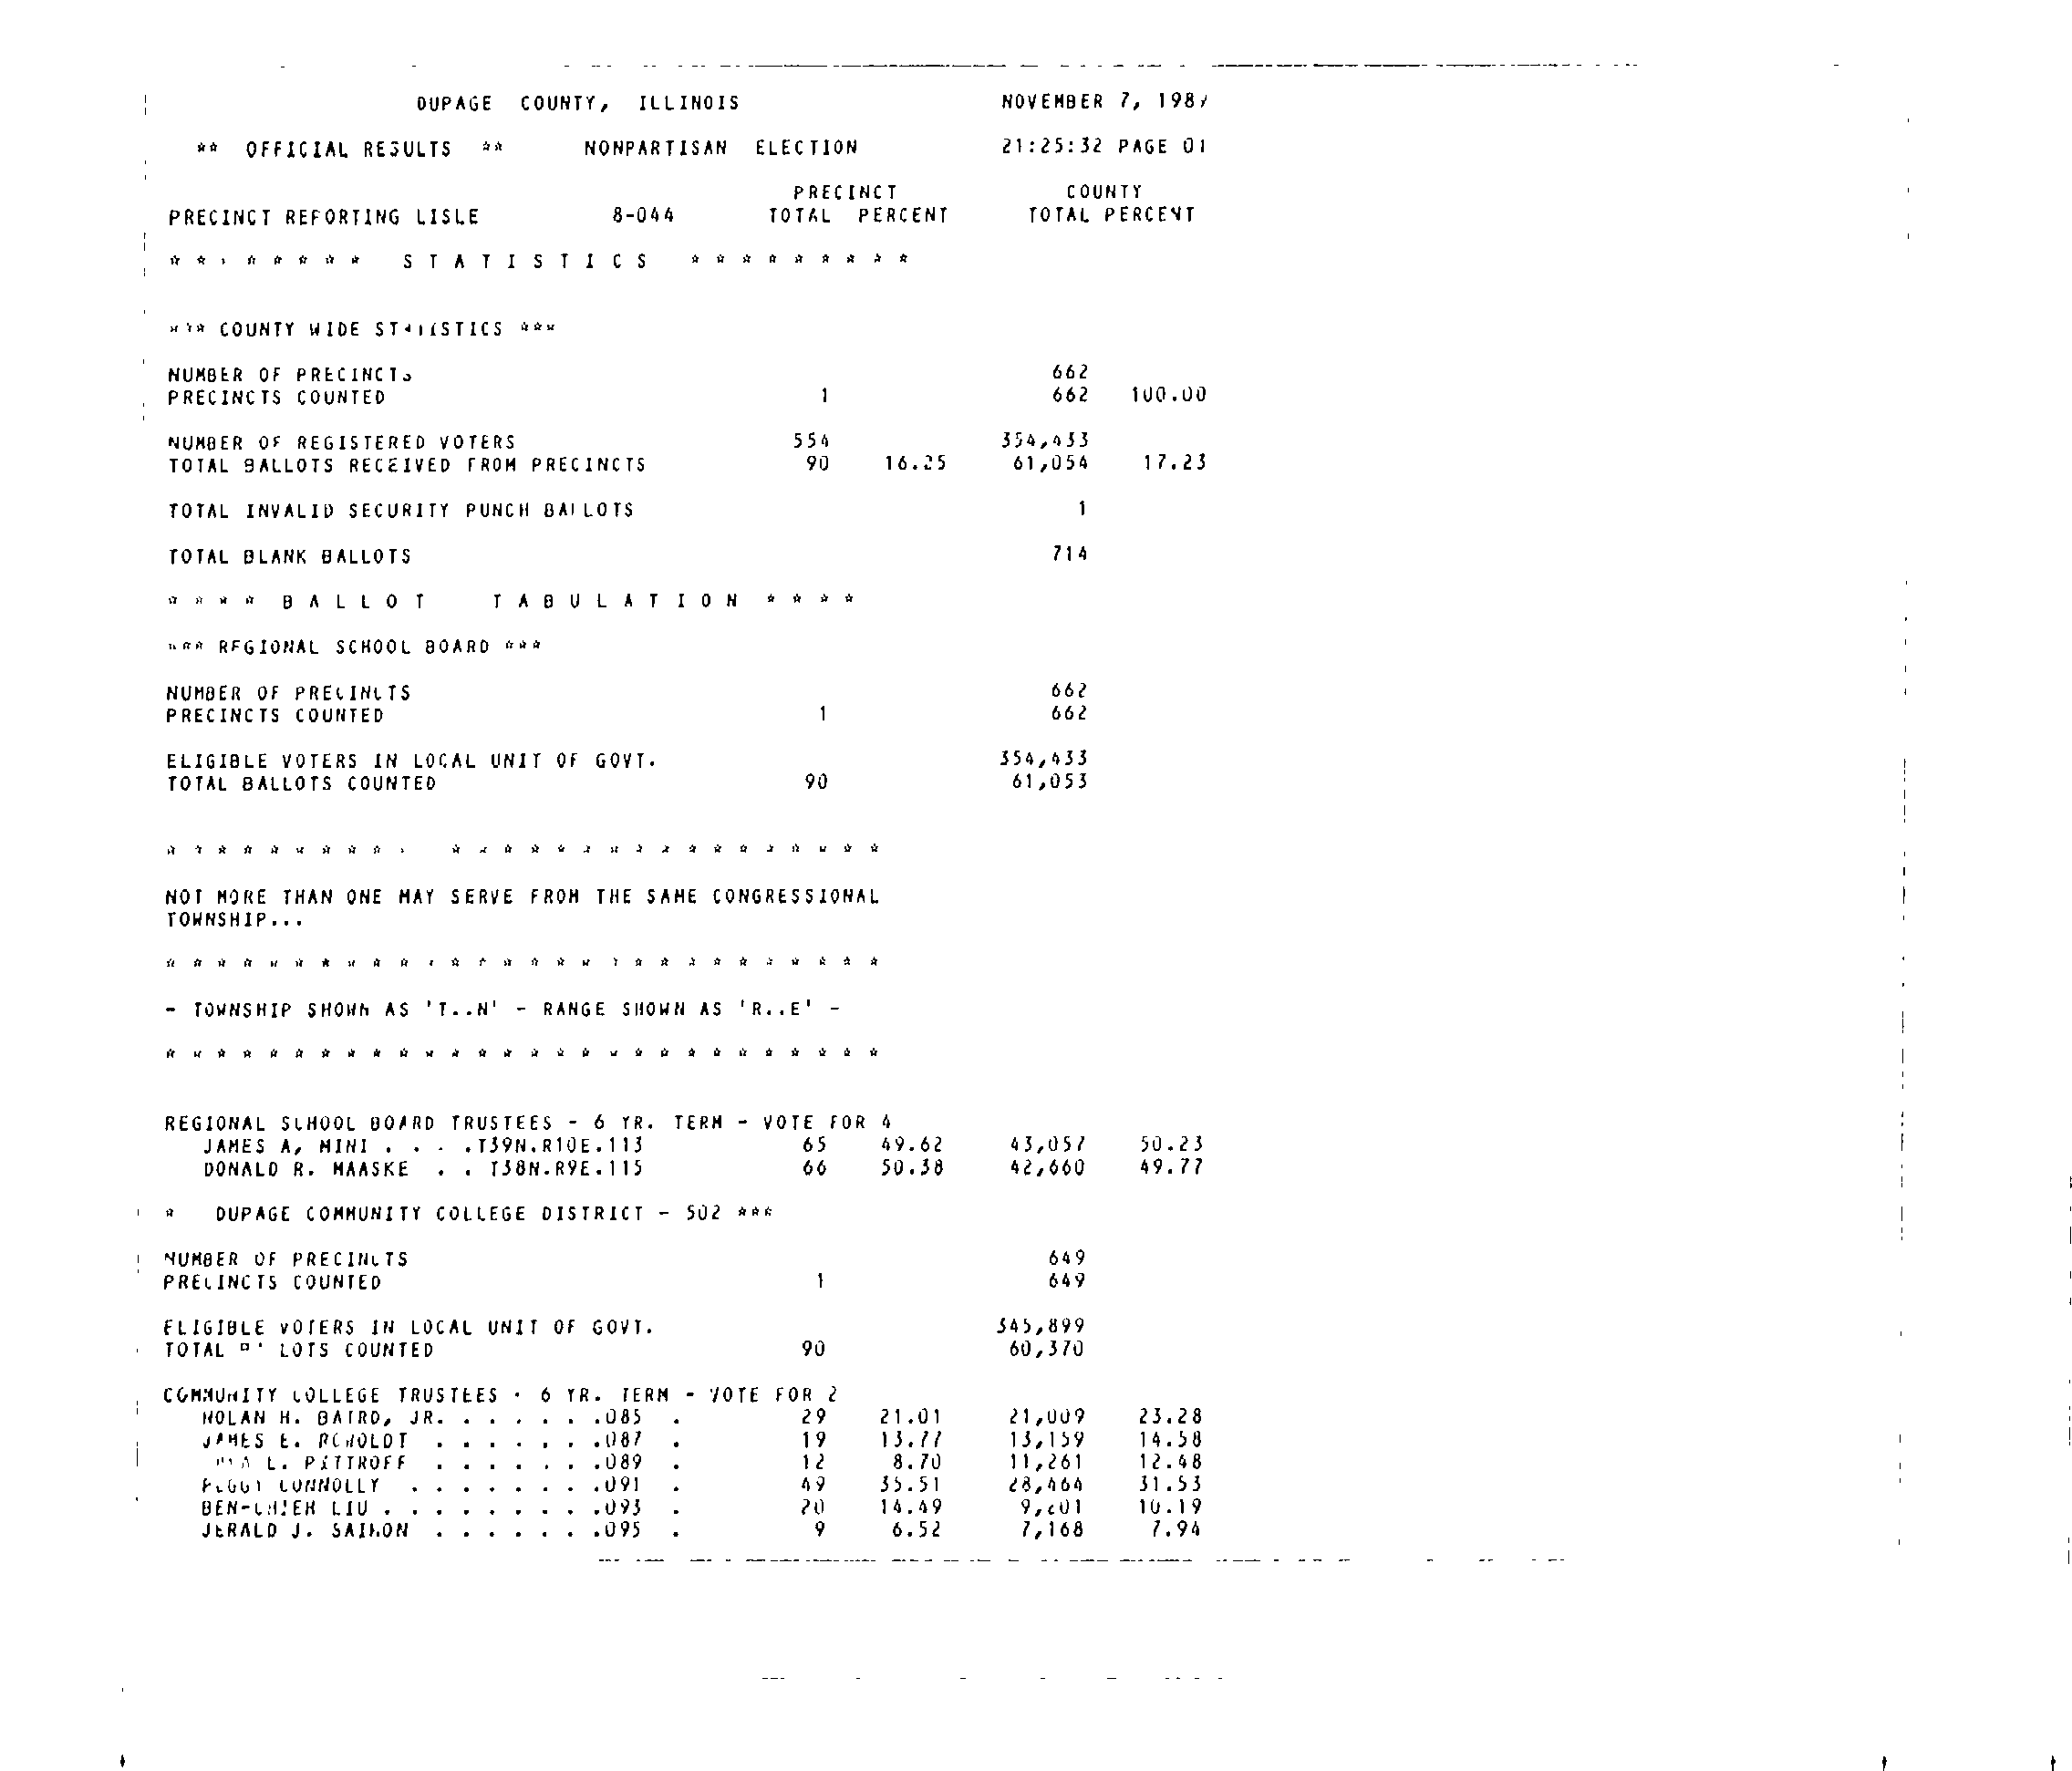 DUPAGE COUNTY, ILLINOIS NOVEMBER 7, 198
** OFFICIAL RESULTS ** NONPARTISAN ELECTION 21:25:32 PAGE 01
PRECINCT COUNTY
PRECINCT REPORTING LISLE 8-044 TOTAL PERCENT TOTAL PERCENT
* * * * * * * * S T A T I S T I C S * * * * * * * * *
*** COUNTY WIDE STATISTICS ***
NUMBER OF PRECINCTS 662
PRECINCTS COUNTED 1 662 100.00
NUMBER OF REGISTERED VOTERS 554 354,433
TOTAL BALLOTS RECEIVED FROM PRECINCTS 90 16.25 61,054 17.23
TOTAL INVALID SECURITY PUNCH BALLOTS 1
TOTAL BLANK BALLOTS 714
* * * * B A L L O T T A B U L A T I O N * * * *
*** REGIONAL SCHOOL BOARD ***
NUMBER OF PRECINCTS 662
PRECINCTS COUNTED 1 662
ELIGIBLE VOTERS IN LOCAL UNIT OF GOVT. 354,433
TOTAL BALLOTS COUNTED 90 61,053
* * * * * * * * * * * * * * * * * * * * * * * * * * *
NOT MORE THAN ONE MAY SERVE FROM THE SAME CONGRESSIONAL
TOWNSHIP...
* * * * * * * * * * * * * * * * * * * * * * * * * * * *
- TOWNSHIP SHOWN AS 'T..N' - RANGE SHOWN AS 'R..E' -
* * * * * * * * * * * * * * * * * * * * * * * * * * * *
REGIONAL SCHOOL BOARD TRUSTEES - 6 YR. TERM - VOTE FOR 4
JAMES A, MINI . . . .T39N.R10E.113 65 49.62 43,057 50.23
DONALD R. MAASKE . . T38N.R9E.115 66 50.38 42,660 49.77
* DUPAGE COMMUNITY COLLEGE DISTRICT - 502 ***
NUMBER OF PRECINCTS 649
PRECINCTS COUNTED 1 649
ELIGIBLE VOTERS IN LOCAL UNIT OF GOVT. 345,899
TOTAL BALLOTS COUNTED 90 60,370
COMMUNITY COLLEGE TRUSTEES - 6 YR. TERM - VOTE FOR 2
NOLAN H. BAIRD, JR. . . . . . .085 . 29 21.01 21,009 23.28
JAMES E. . . . . . . .087 . 19 13.77 13,159 14.58
L. PITTROFF . . . . . . .089 . 12 8.70 11,261 12.48
PEGGY CONNOLLY . . . . . . . .091 . 49 35.51 28,464 31.53
LIU . . . . . . . . .093 . 20 14.49 9,201 10.19
JERALD J. SAIMON . . . . . . .095 . 9 6.52 7,168 7.94